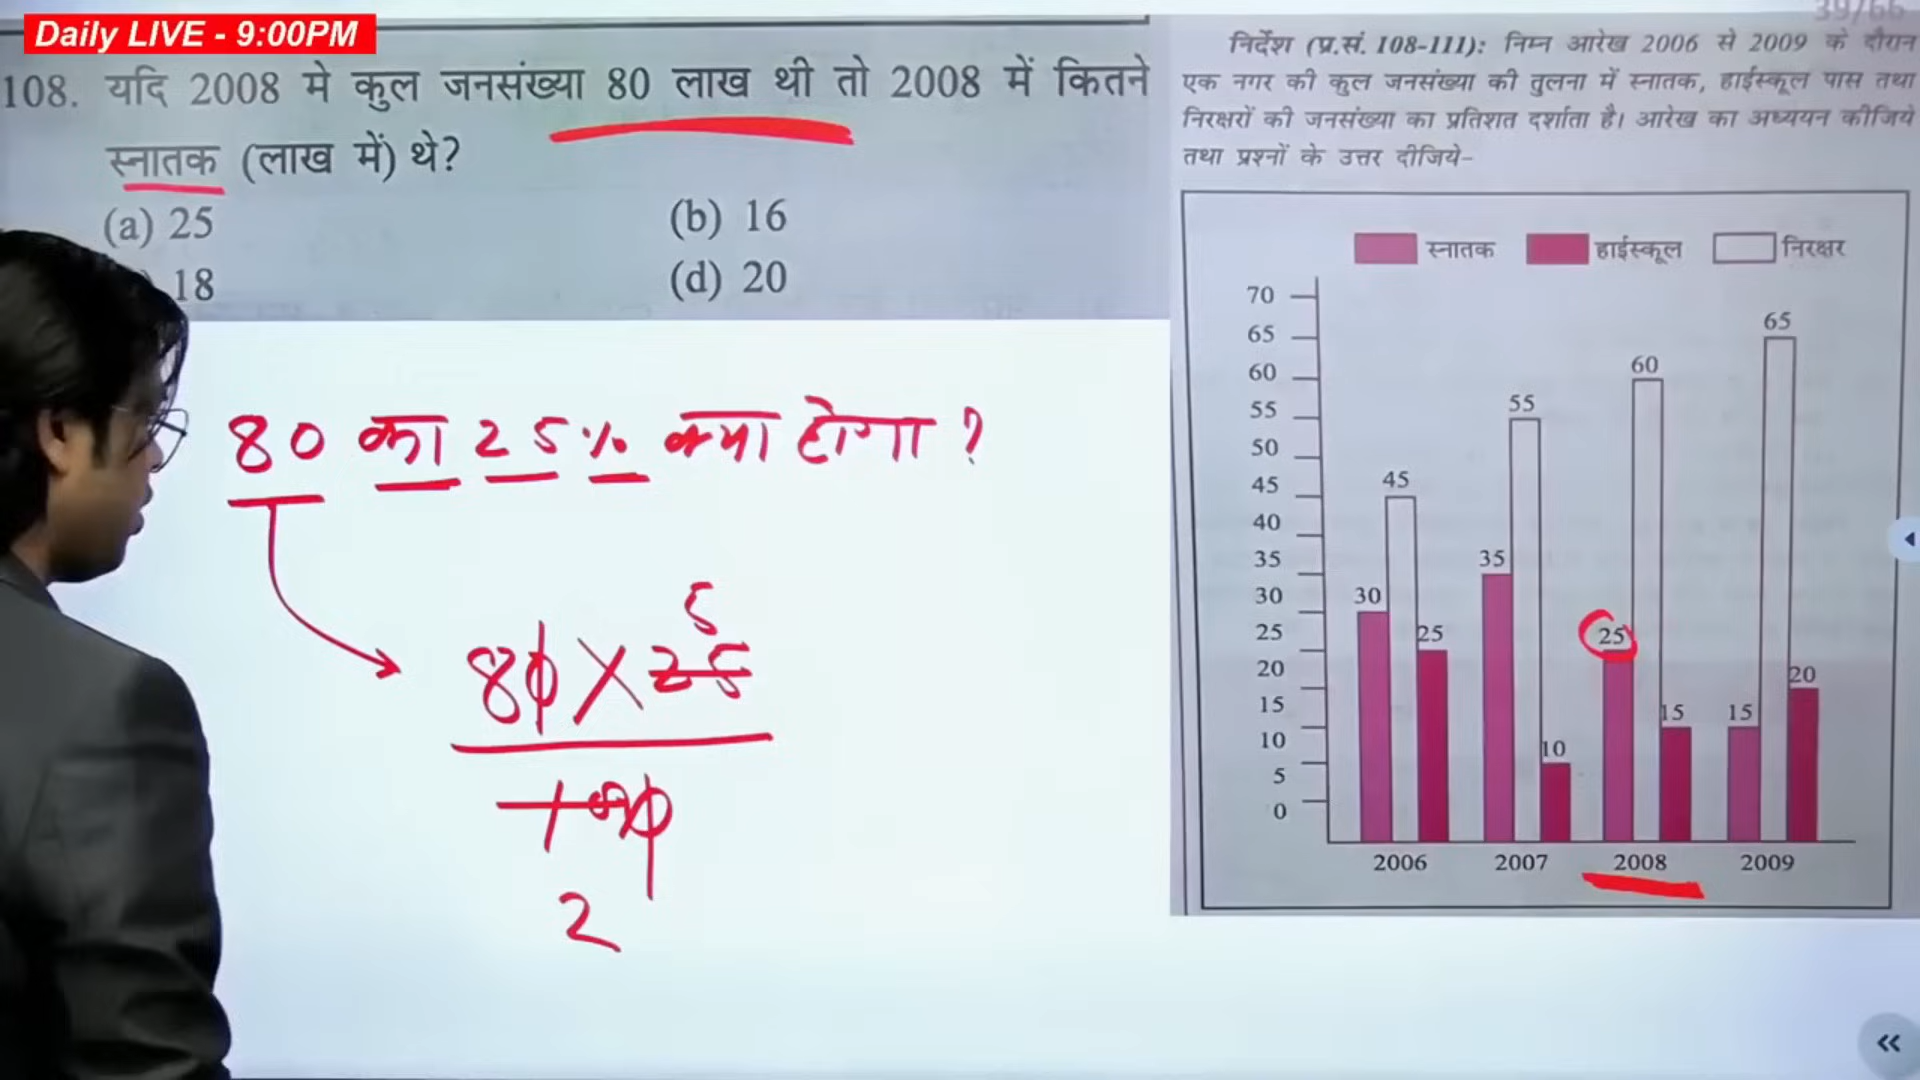 Daily LIVE - 9:00PM
39/66
108. यदि 2008 मे कुल जनसंख्या 80 लाख थी तो 2008 में कितने
स्नातक (लाख में) थे?
(a) 25 (b) 16
18 (d) 20
निर्देश (प्र.सं. 108-111): निम्न आरेख 2006 से 2009 के दौरान
एक नगर की कुल जनसंख्या की तुलना में स्नातक, हाईस्कूल पास तथा
निरक्षरों की जनसंख्या का प्रतिशत दर्शाता है। आरेख का अध्ययन कीजिये
तथा प्रश्नों के उत्तर दीजिये-
स्नातक हाईस्कूल निरक्षर
70
65
60
55
50
45
40
35
30
25
20
15
10
5
0
30 45 25
35 55 10
25 60 15
15 65 20
2006 2007 2008 2009
80 का 25% क्या होगा ?
5
80 X 25
100
2